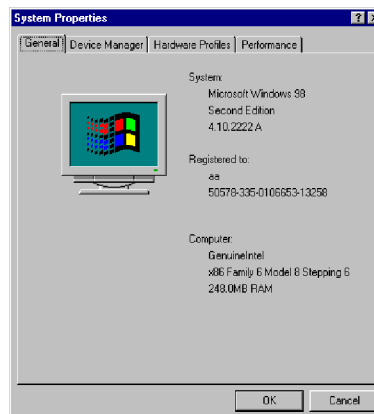 System Properties
General
Device Manager
Hardware Profiles
Performance
System:
Microsoft Windows 98
Second Edition
4.10.2222 A
Registered to:
aa
50578-335-0106653-13258
Computer:
GenuineIntel
x86 Family 6 Model 8 Stepping 6
248.0MB RAM
OK
Cancel